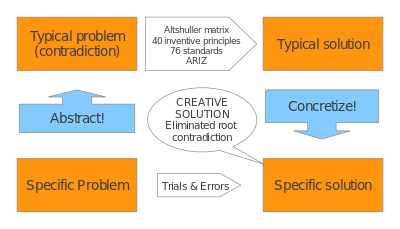 Typical problem
(contradiction)
Altshuller matrix
40 inventive principles
76 standards
ARIZ
Typical solution
Abstract!
CREATIVE
SOLUTION
Eliminated root
contradiction
Concretize!
Specific Problem
Trials & Errors
Specific solution